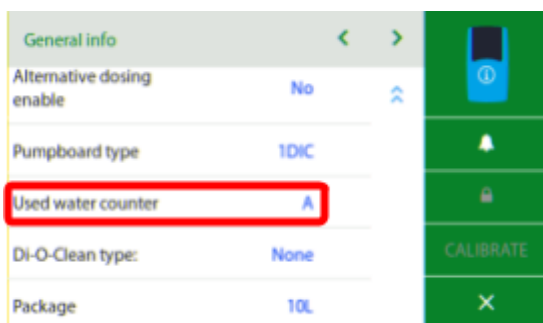 General info
Alternative dosing
enable
No
Pumpboard type
1DIC
Used water counter
A
Di-O-Clean type:
None
Package
10L
CALIBRATE